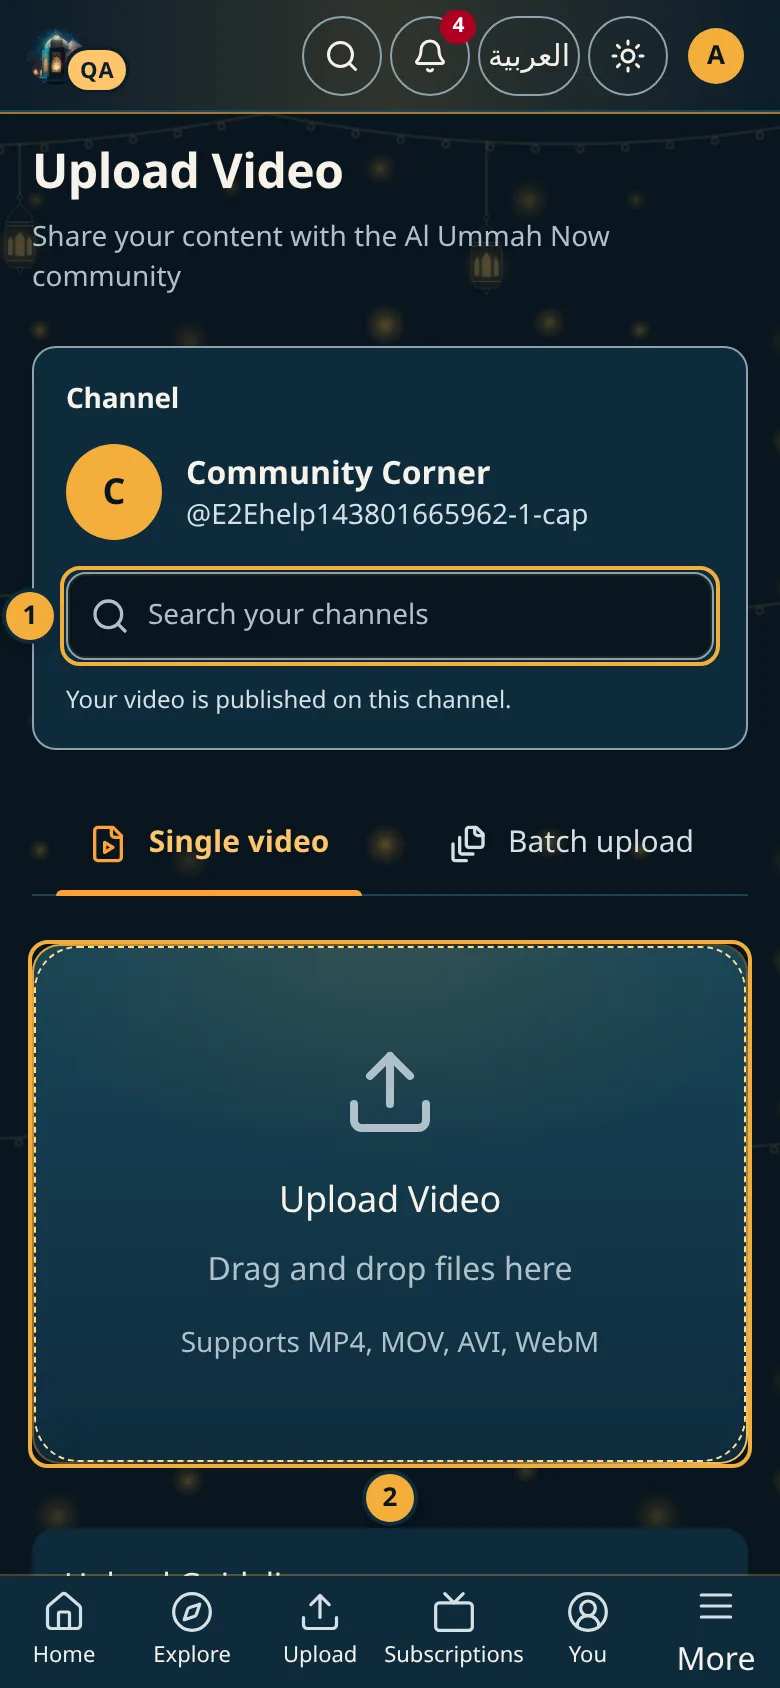 QA
4
العربية
A
Upload Video
Share your content with the Al Ummah Now
community
Channel
C
Community Corner
@E2Ehelp143801665962-1-cap
1
Search your channels
Your video is published on this channel.
Single video
Batch upload
Upload Video
Drag and drop files here
Supports MP4, MOV, AVI, WebM
2
Home
Explore
Upload
Subscriptions
You
More